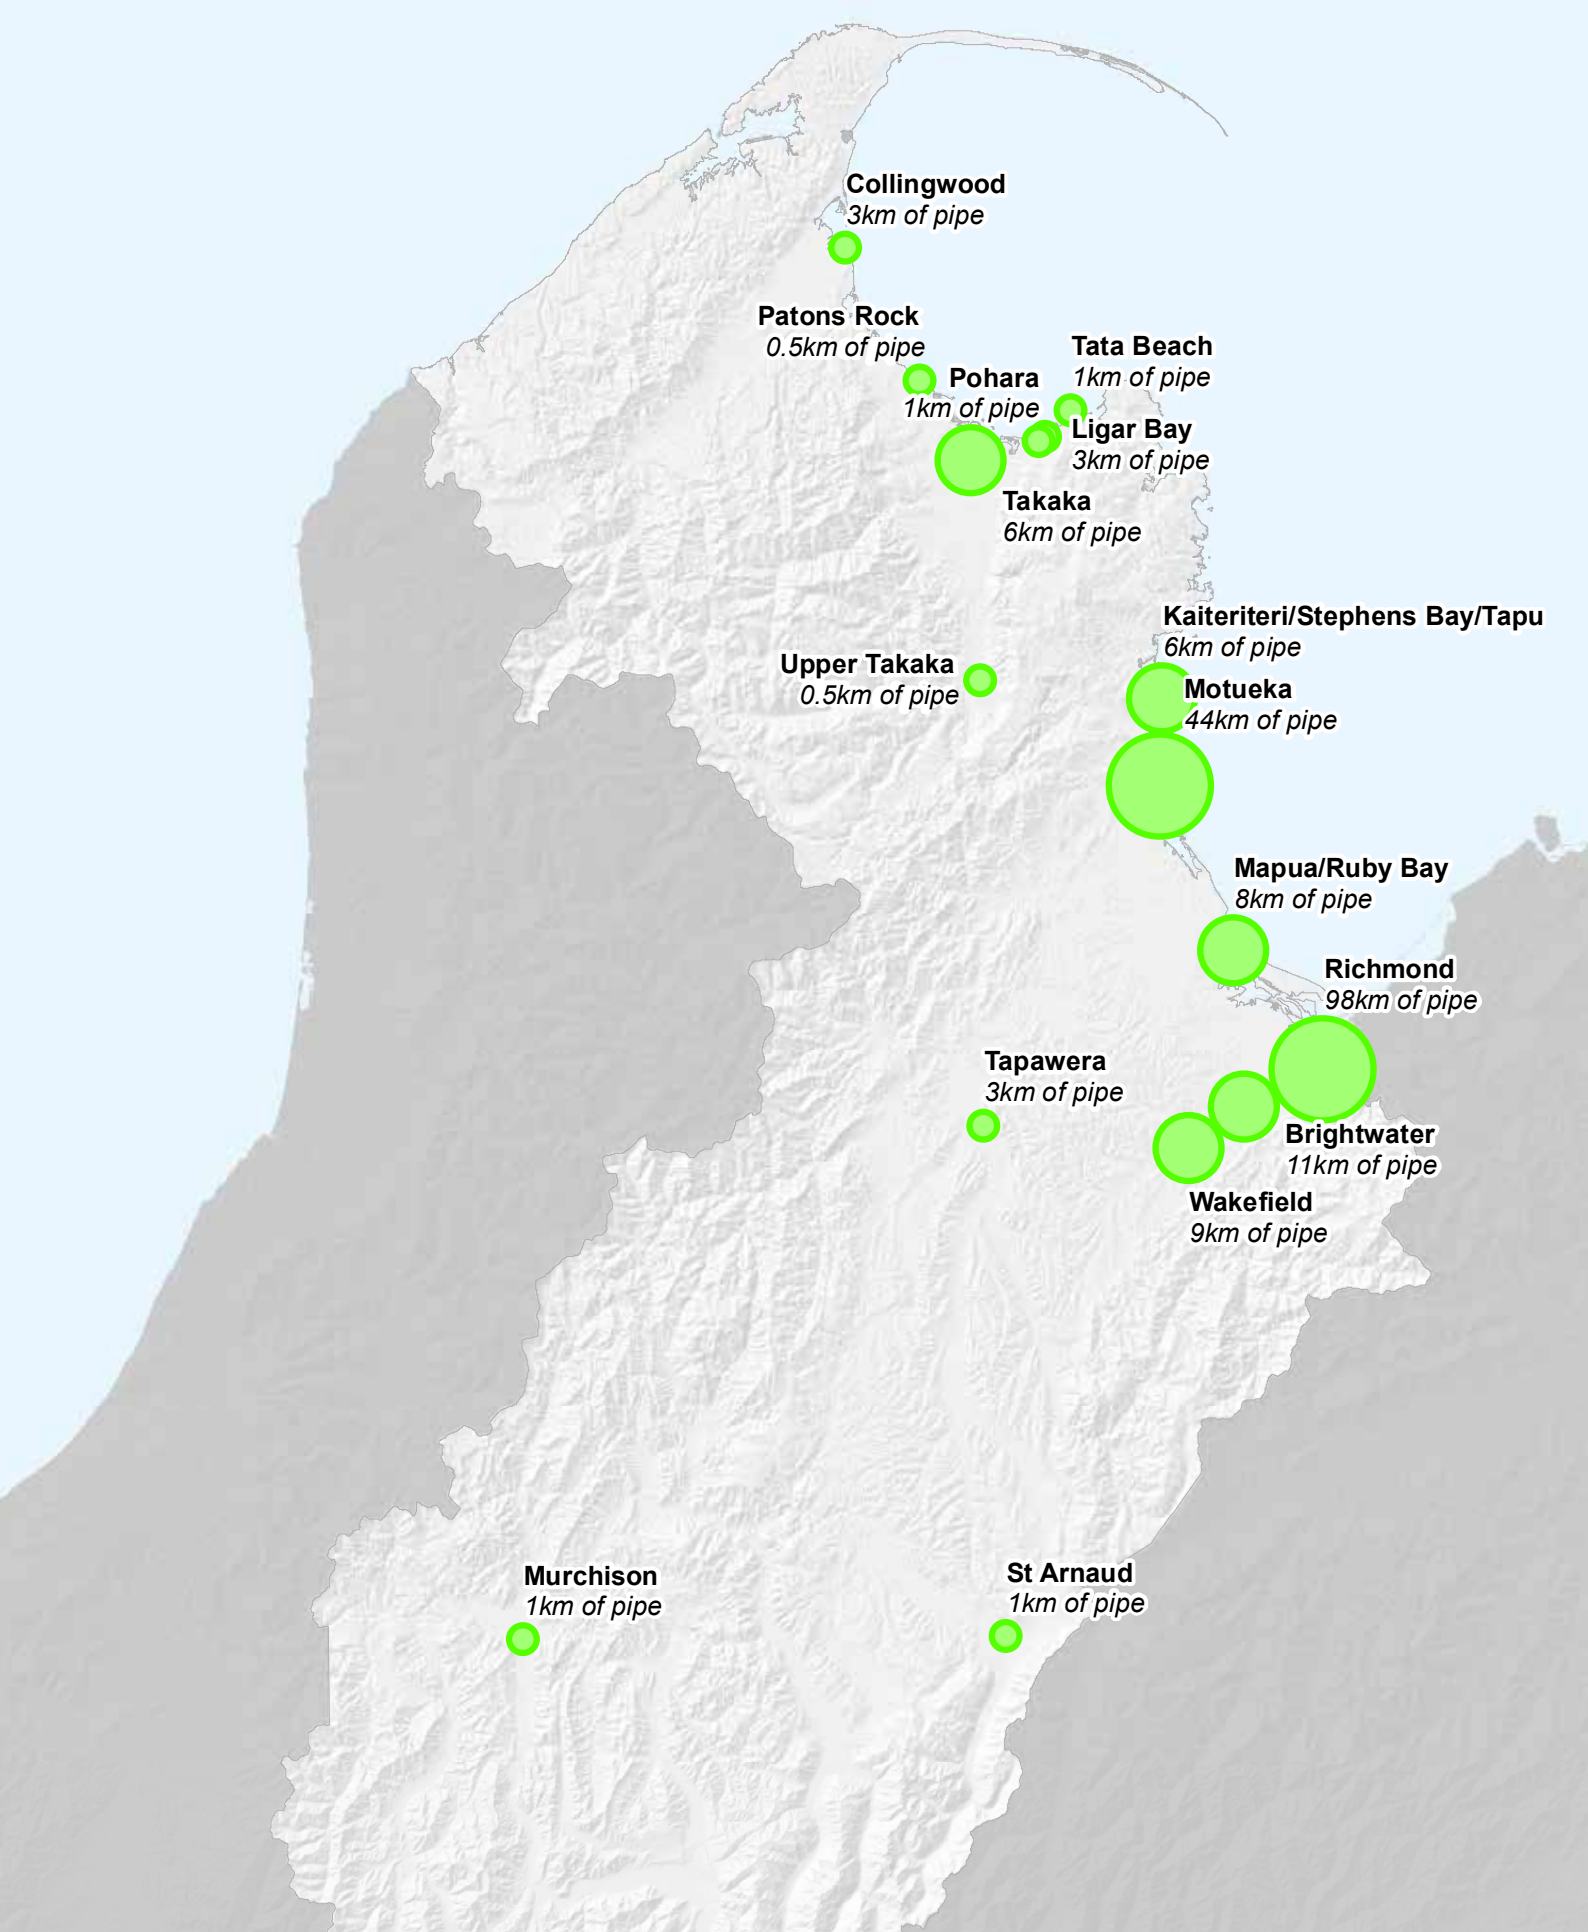 Collingwood
3km of pipe
Patons Rock
0.5km of pipe
Tata Beach
1km of pipe
Pohara
1km of pipe
Ligar Bay
3km of pipe
Takaka
6km of pipe
Kaiteriteri/Stephens Bay/Tapu
6km of pipe
Upper Takaka
0.5km of pipe
Motueka
44km of pipe
Mapua/Ruby Bay
8km of pipe
Richmond
98km of pipe
Tapawera
3km of pipe
Brightwater
11km of pipe
Wakefield
9km of pipe
Murchison
1km of pipe
St Arnaud
1km of pipe